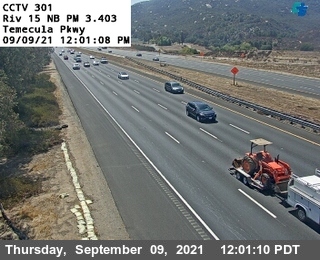 CCTV 301
Riv 15 NB PM 3.403
Temecula Pkwy
09/09/21 12:01:08 PM
Thursday, September 09, 2021 12:01:10 PDT